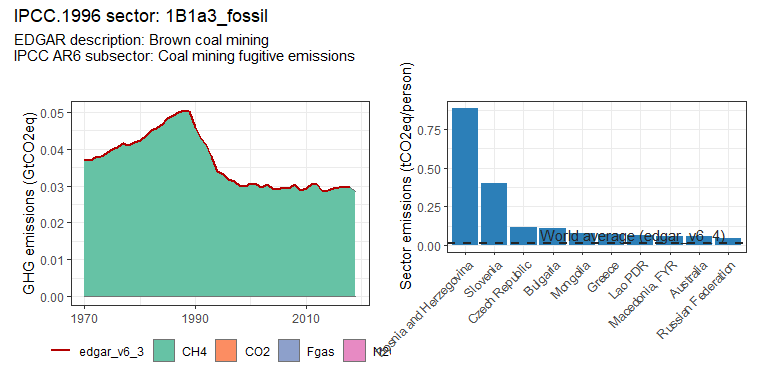 IPCC.1996 sector: 1B1a3_fossil
EDGAR description: Brown coal mining
IPCC AR6 subsector: Coal mining fugitive emissions
GHG emissions (GtCO2eq)
0.05
0.04
0.03
0.02
0.01
0.00
1970
1990
2010
edgar_v6_3
CH4
CO2
Fgas
Sector emissions (tCO2eq/person)
0.75
0.50
0.25
0.00
World average (edgar_v6_4)
Bosnia and Herzegovina
Slovenia
Czech Republic
Bulgaria
Mongolia
Greece
Lao PDR
Macedonia, FYR
Australia
Russian Federation